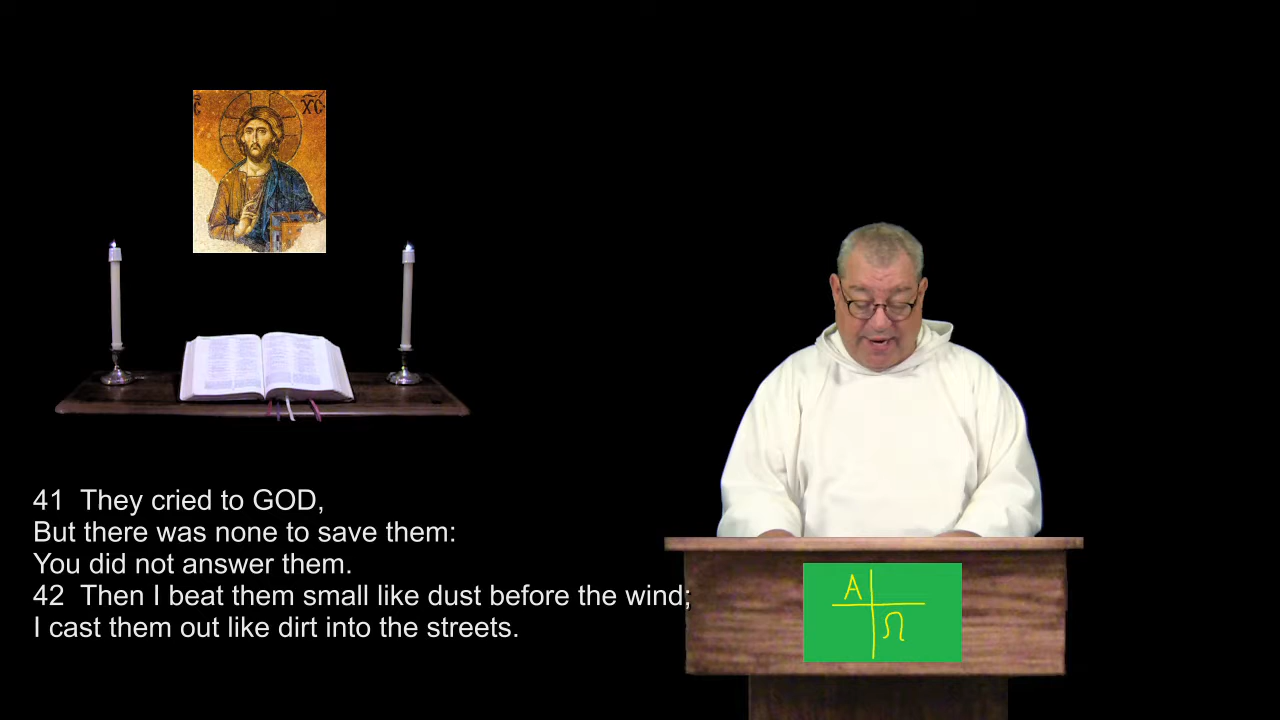 C XC
41  They cried to GOD,
But there was none to save them:
You did not answer them.
42  Then I beat them small like dust before the wind;
I cast them out like dirt into the streets.
Α
Ω